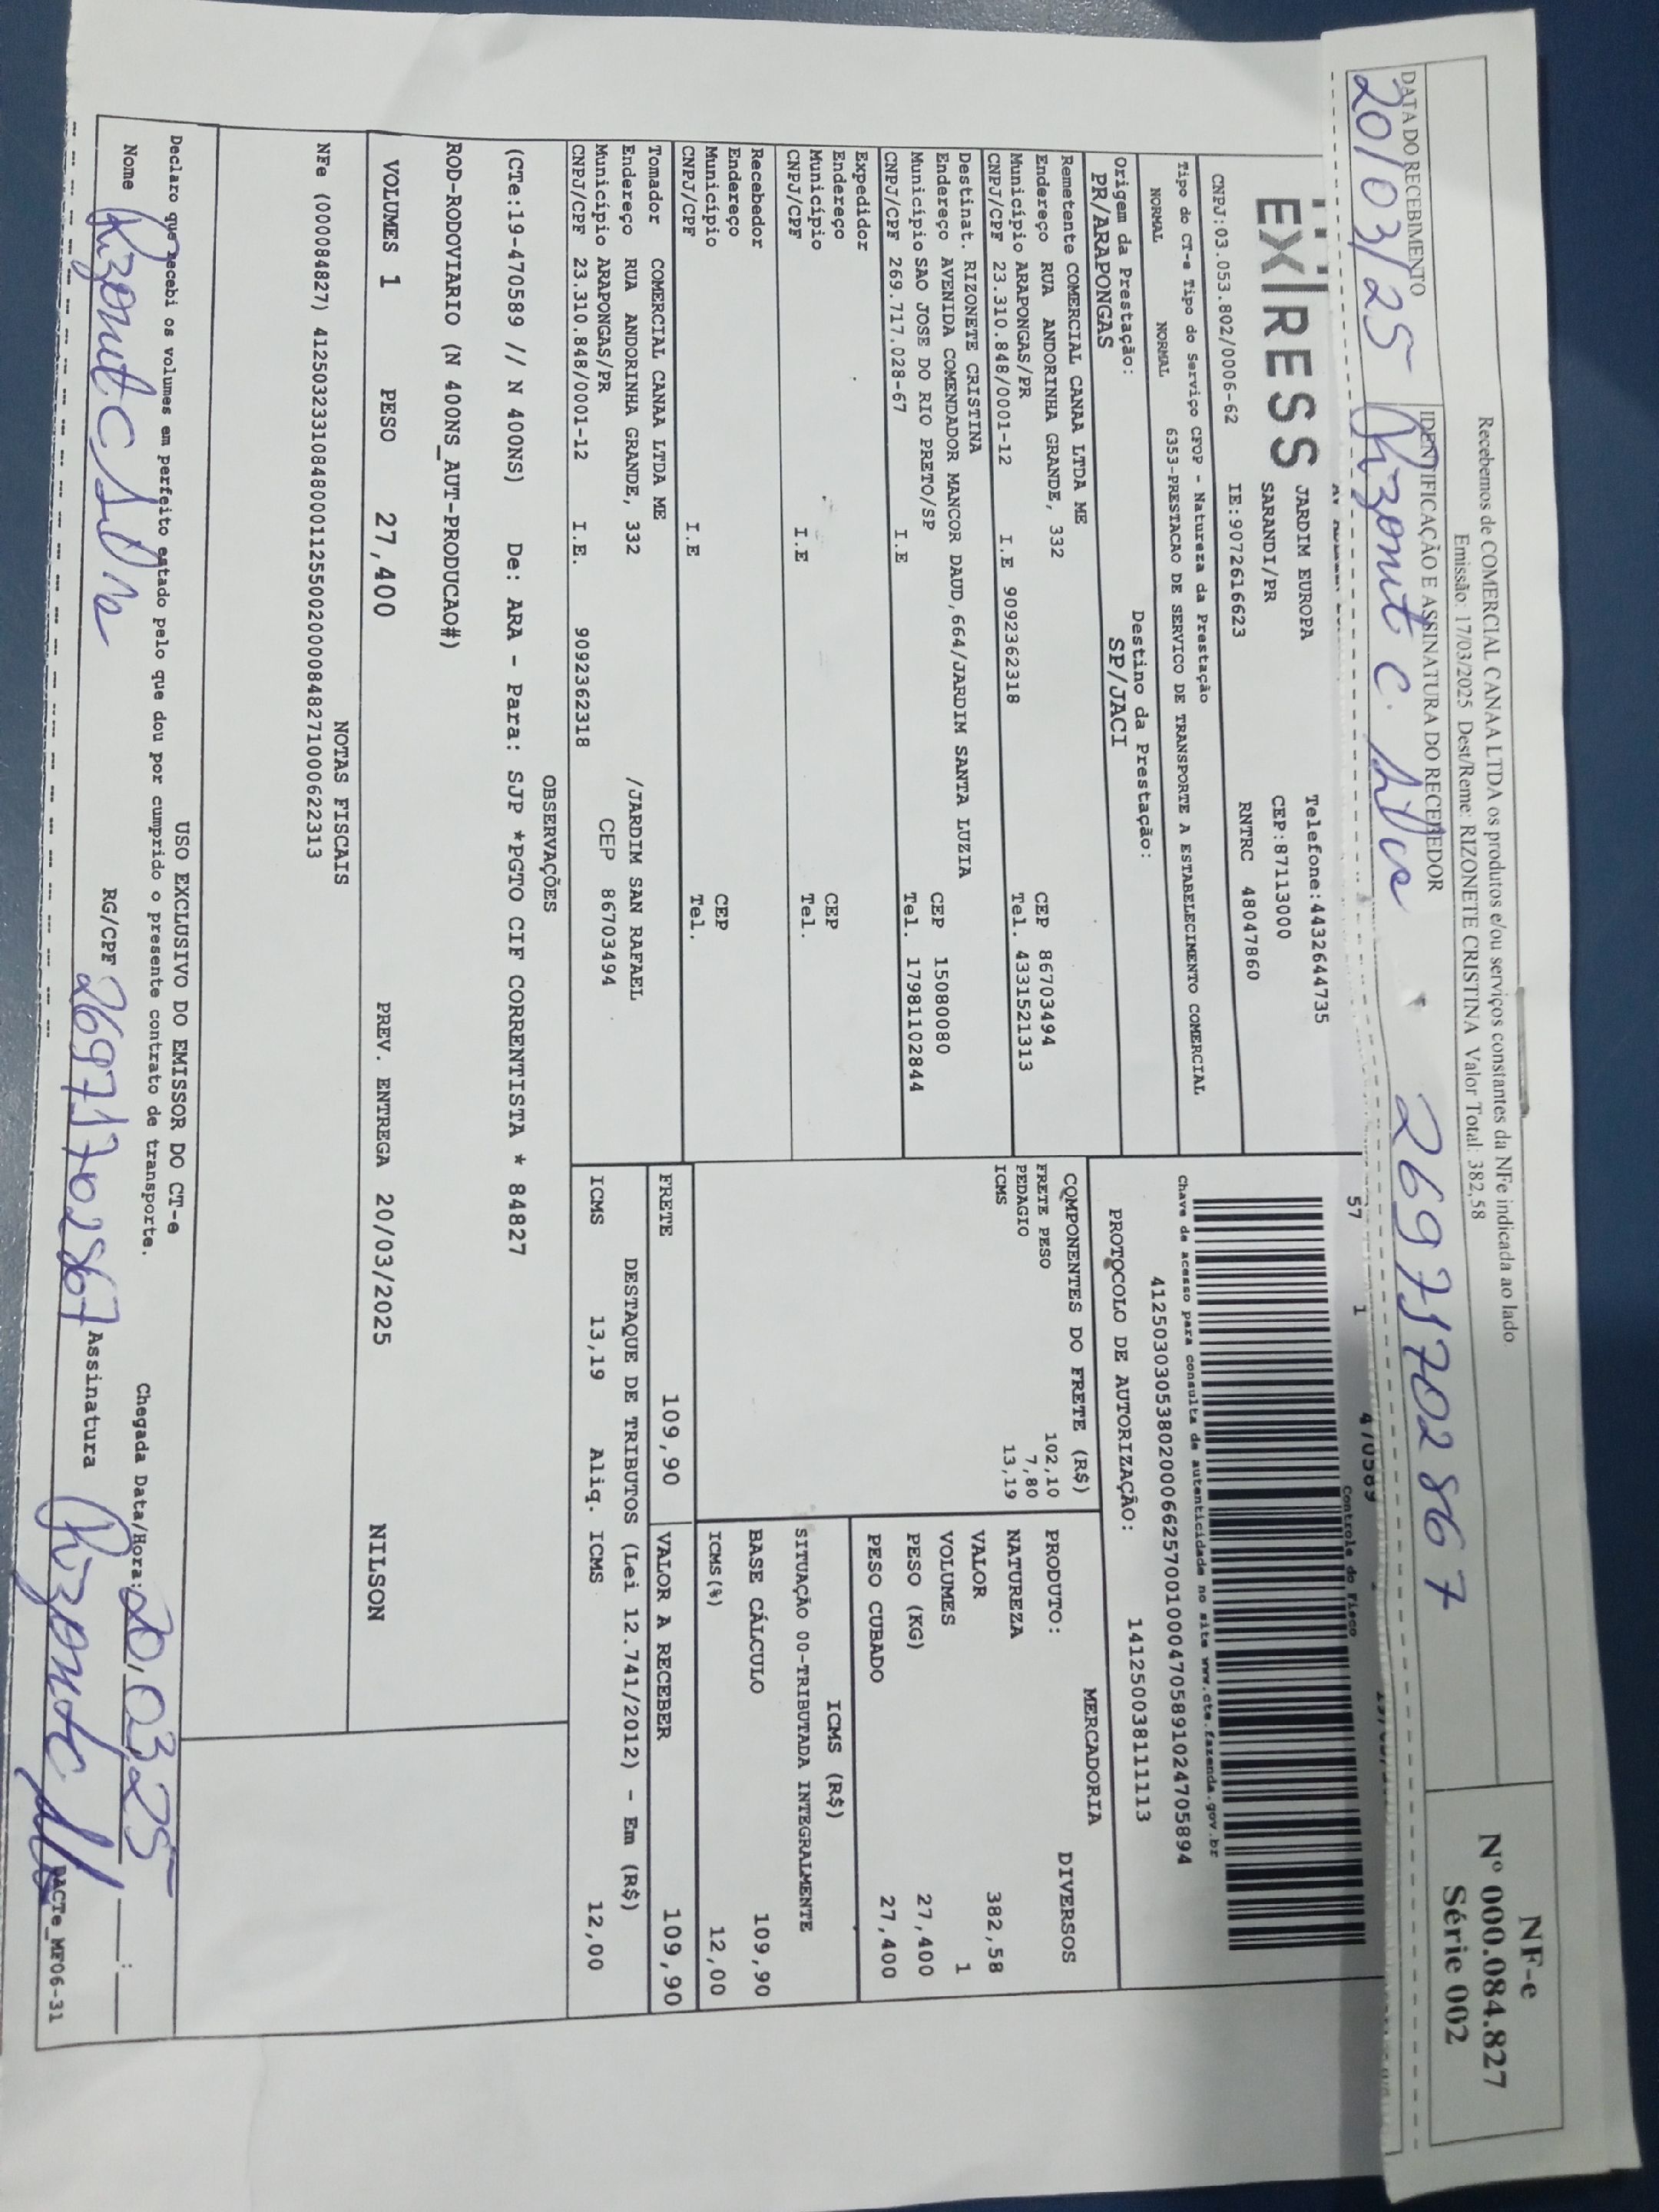 Recebemos de COMERCIAL CANAA LTDA os produtos e/ou serviços constantes da NFe indicada ao lado.
Emissão: 17/03/2025 Dest/Reme: RIZONETE CRISTINA Valor Total: 382,58
DATA DO RECEBIMENTO
IDENTIFICAÇÃO E ASSINATURA DO RECEBEDOR
20/03/25 Rizonete C. Silva 26971702867
NF-e
Nº 000.084.827
Série 002
57 1 470589
Controle do Fisco
JARDIM EUROPA Telefone:4432644735
SARANDI/PR CEP:87113000
CNPJ:03.053.802/0006-62 IE:9072616623 RNTRC 48047860
Tipo do CT-e Tipo do Serviço CFOP - Natureza da Prestação
NORMAL NORMAL 6353-PRESTACAO DE SERVICO DE TRANSPORTE A ESTABELECIMENTO COMERCIAL
Chave de acesso para consulta de autenticidade no site www.cte.fazenda.gov.br
41250303053802000662570010004705891024705894
Origem da Prestação: Destino da Prestação:
PR/ARAPONGAS SP/JACI
PROTOCOLO DE AUTORIZAÇÃO: 141250038111113
Remetente COMERCIAL CANAA LTDA ME
Endereço RUA ANDORINHA GRANDE, 332 CEP 86703494
Município ARAPONGAS/PR Tel. 4331521313
CNPJ/CPF 23.310.848/0001-12 I.E 9092362318
Destinat. RIZONETE CRISTINA
Endereço AVENIDA COMENDADOR MANCOR DAUD,664/JARDIM SANTA LUZIA
Município SAO JOSE DO RIO PRETO/SP CEP 15080080
CNPJ/CPF 269.717.028-67 I.E Tel. 17981102844
Expedidor
Endereço
Município CEP
CNPJ/CPF I.E Tel.
Recebedor
Endereço
Município CEP
CNPJ/CPF I.E Tel.
COMPONENTES DO FRETE (R$)
FRETE PESO 102,10
PEDAGIO 7,80
ICMS 13,19
MERCADORIA
PRODUTO: DIVERSOS
NATUREZA
VALOR 382,58
VOLUMES 1
PESO (KG) 27,400
PESO CUBADO 27,400
ICMS (R$)
SITUAÇÃO 00-TRIBUTADA INTEGRALMENTE
BASE CÁLCULO 109,90
ICMS(%) 12,00
Tomador COMERCIAL CANAA LTDA ME
Endereço RUA ANDORINHA GRANDE, 332 /JARDIM SAN RAFAEL
Município ARAPONGAS/PR CEP 86703494
CNPJ/CPF 23.310.848/0001-12 I.E. 9092362318
FRETE 109,90 VALOR A RECEBER 109,90
DESTAQUE DE TRIBUTOS (Lei 12.741/2012) - Em (R$)
ICMS 13,19 Aliq. ICMS 12,00
OBSERVAÇÕES
(CTe:19-470589 // N 400NS) De: ARA - Para: SJP *PGTO CIF CORRENTISTA * 84827
ROD-RODOVIARIO (N 400NS_AUT-PRODUCAO#)
VOLUMES 1 PESO 27,400 PREV. ENTREGA 20/03/2025 NILSON
NOTAS FISCAIS
NFe (000084827) 41250323310848000112550020000848271000622313
USO EXCLUSIVO DO EMISSOR DO CT-e
Declaro que recebi os volumes em perfeito estado pelo que dou por cumprido o presente contrato de transporte. Chegada Data/Hora: 20,03,25 __:__
Nome Rizonete C Silva RG/CPF 26971702867 Assinatura Rizonete
DACTe_MF06-31